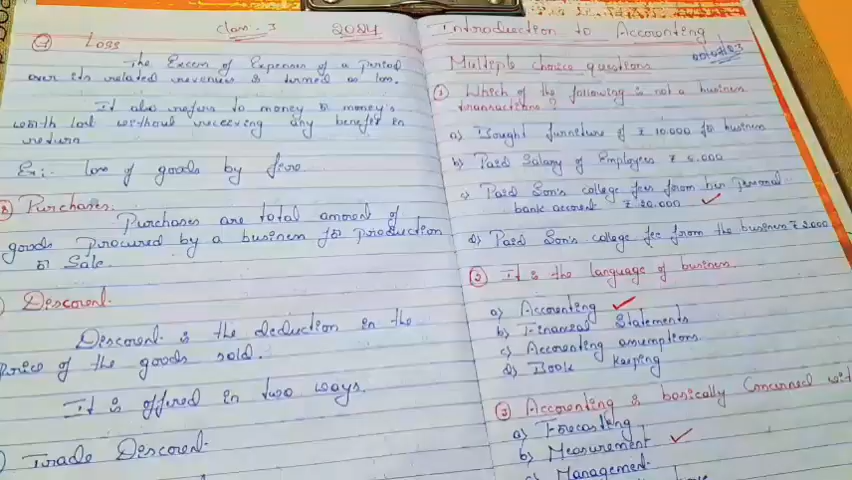 Class. 3
2024
Loss
The Excess of Expenses of a Period
over its related revenues is termed as loss.
It also refers to money or money's
worth lost without receiving any benefit in
return
Ex: loss of goods by fire
Purchases.
Purchases are total amount of
goods procured by a business for production
or Sale.
Discount.
Discount is the deduction in the
Price of the goods sold.
It is offered in two ways.
Trade Discount.
Introduction to Accounting
Multiple choice questions
① Which of the following is not a business
transactions?
a) Bought furniture of ₹ 10.000 for business
b) Paid Salary of Employees ₹ 5.000
c) Paid Son's college fees from her Personal
bank account ₹ 20.000 ✓
d) Paid Son's college fee from the business ₹ 2000
② It is the language of business.
a) Accounting ✓
b) Financial Statements
c) Accounting assumptions.
d) Book keeping
③ Accounting is basically Concerned with
a) Forecasting
b) Measurement ✓
c) Management.